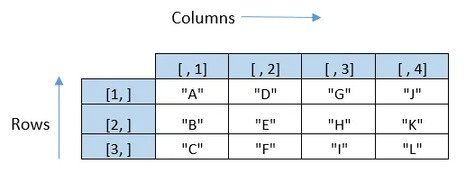 Columns
[ , 1] [ , 2] [ , 3] [ , 4]
[1, ] "A" "D" "G" "J"
Rows [2, ] "B" "E" "H" "K"
[3, ] "C" "F" "I" "L"